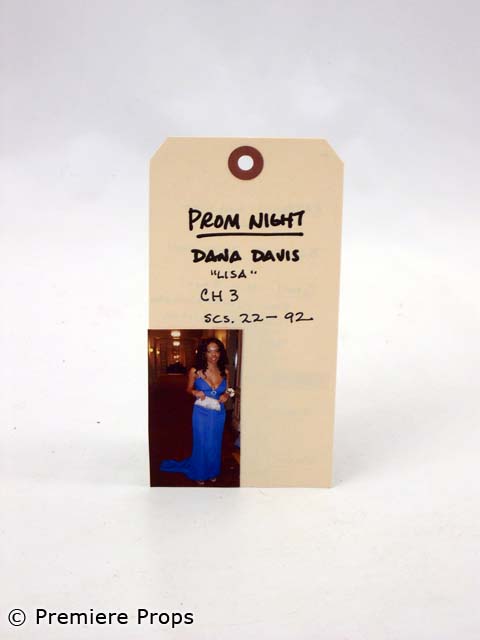 PROM NIGHT
DANA DAVIS
"LISA"
CH 3
SCS. 22-92
© Premiere Props